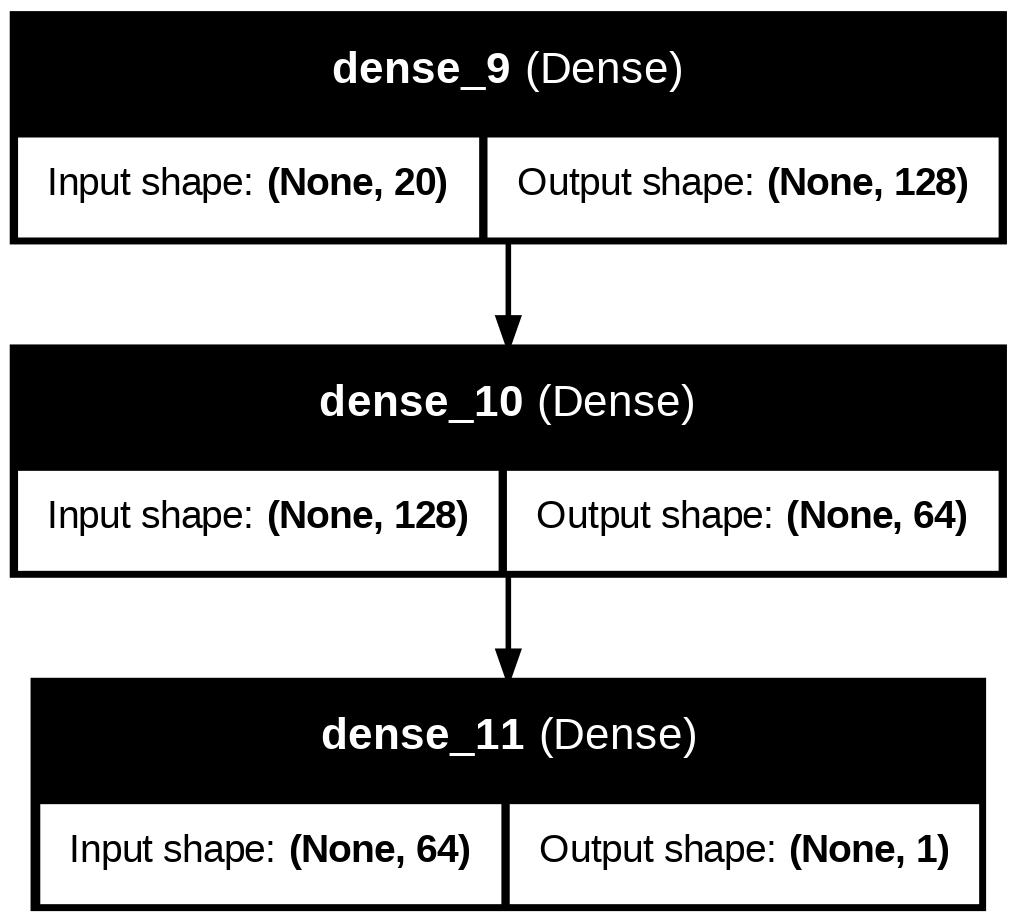 dense_9 (Dense)
Input shape: (None, 20) Output shape: (None, 128)
dense_10 (Dense)
Input shape: (None, 128) Output shape: (None, 64)
dense_11 (Dense)
Input shape: (None, 64) Output shape: (None, 1)